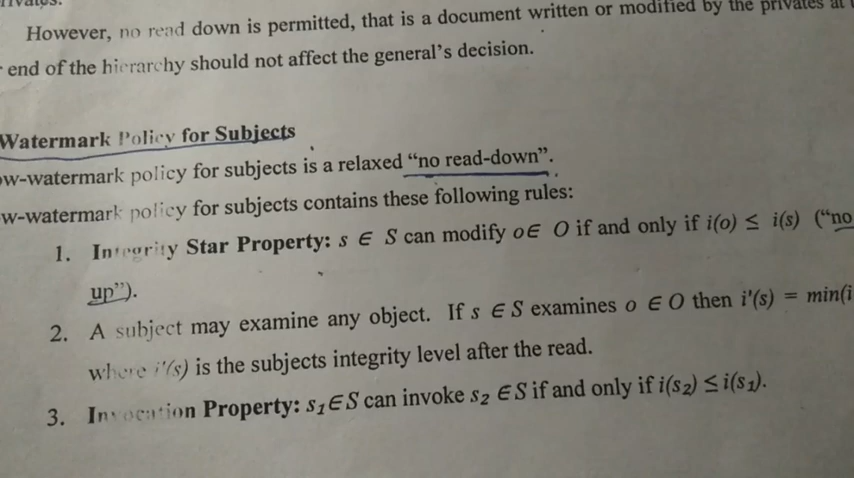 However, no read down is permitted, that is a document written or modified by the privates at
end of the hierarchy should not affect the general's decision.
Watermark Policy for Subjects
ow-watermark policy for subjects is a relaxed “no read-down”.
w-watermark policy for subjects contains these following rules:
1. Integrity Star Property: s ∈ S can modify o∈ O if and only if i(o) ≤ i(s) (“no
up”).
2. A subject may examine any object. If s ∈ S examines o ∈ O then i'(s) = min(i
where i'(s) is the subjects integrity level after the read.
3. Invocation Property: s₁∈S can invoke s₂ ∈S if and only if i(s₂) ≤ i(s₁).